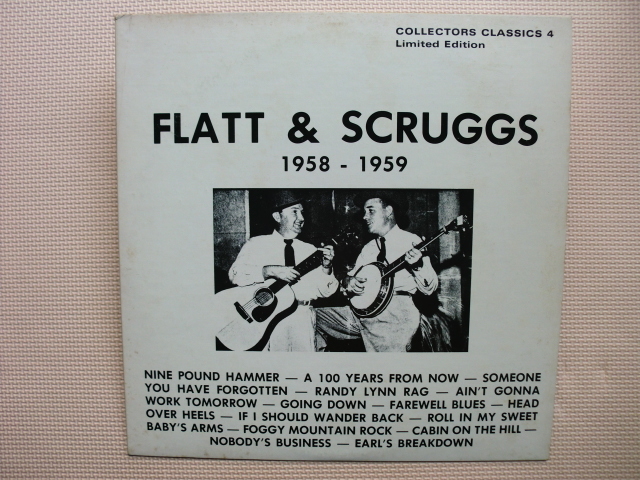 COLLECTORS CLASSICS 4
Limited Edition
FLATT & SCRUGGS
1958 - 1959
NINE POUND HAMMER — A 100 YEARS FROM NOW — SOMEONE
YOU HAVE FORGOTTEN — RANDY LYNN RAG — AIN'T GONNA
WORK TOMORROW — GOING DOWN — FAREWELL BLUES — HEAD
OVER HEELS — IF I SHOULD WANDER BACK — ROLL IN MY SWEET
BABY'S ARMS — FOGGY MOUNTAIN ROCK — CABIN ON THE HILL —
NOBODY'S BUSINESS — EARL'S BREAKDOWN